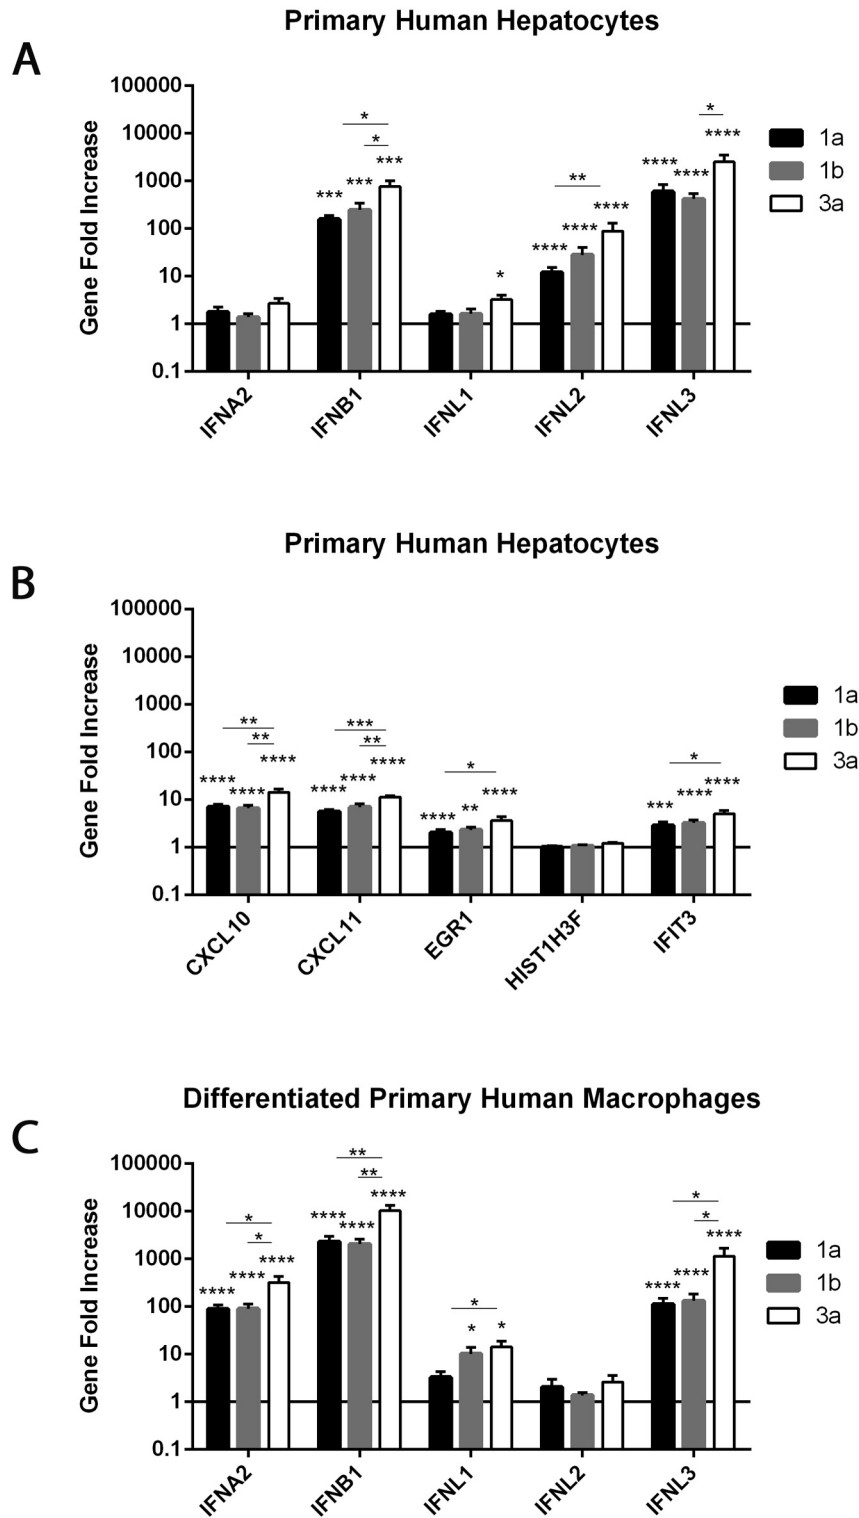 Primary Human Hepatocytes
A
Gene Fold Increase
100000
10000
1000
100
10
1
0.1
* * *** *** *** * ** **** **** **** * **** **** ****
IFNA2 IFNB1 IFNL1 IFNL2 IFNL3
1a
1b
3a
Primary Human Hepatocytes
B
Gene Fold Increase
100000
10000
1000
100
10
1
0.1
** ** **** **** **** *** ** **** **** **** * **** ** **** * *** **** ****
CXCL10 CXCL11 EGR1 HIST1H3F IFIT3
1a
1b
3a
Differentiated Primary Human Macrophages
C
Gene Fold Increase
100000
10000
1000
100
10
1
0.1
* * **** **** **** ** ** **** **** **** * * * * * **** **** ****
IFNA2 IFNB1 IFNL1 IFNL2 IFNL3
1a
1b
3a